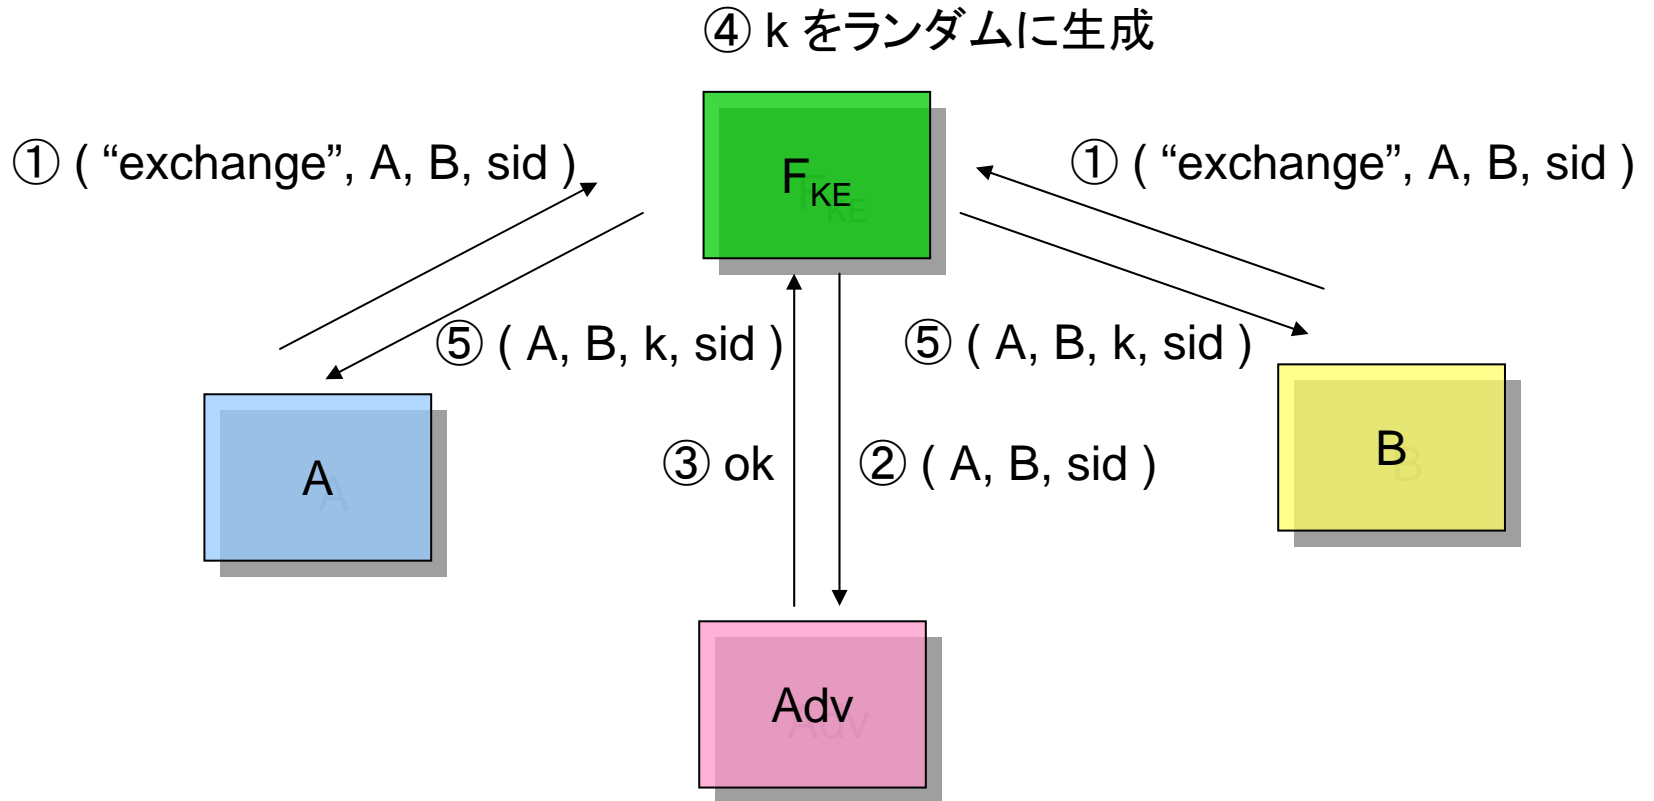 ④ k をランダムに生成
① ( “exchange”, A, B, sid )
F_KE
① ( “exchange”, A, B, sid )
⑤ ( A, B, k, sid )
⑤ ( A, B, k, sid )
A
③ ok
② ( A, B, sid )
B
Adv